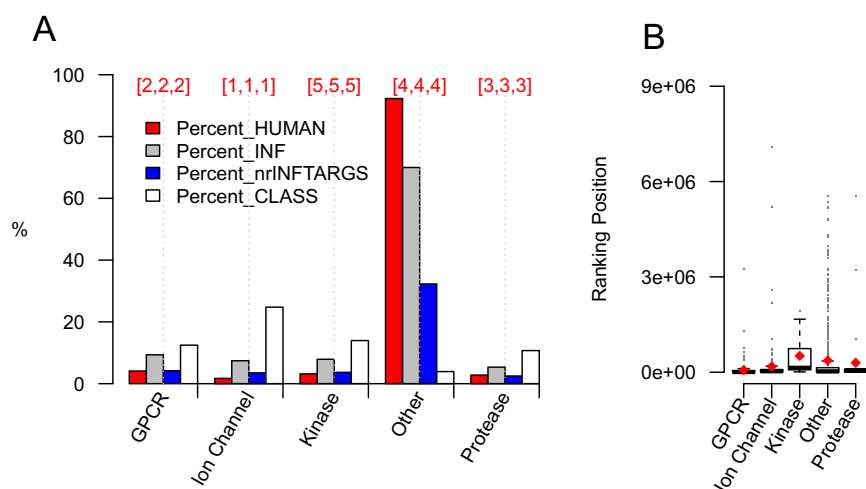 A
[2,2,2] [1,1,1] [5,5,5] [4,4,4] [3,3,3]
Percent_HUMAN
Percent_INF
Percent_nrINFTARGS
Percent_CLASS
%
100
80
60
40
20
0
GPCR
Ion Channel
Kinase
Other
Protease
B
Ranking Position
9e+06
6e+06
3e+06
0e+00
GPCR
Ion Channel
Kinase
Other
Protease